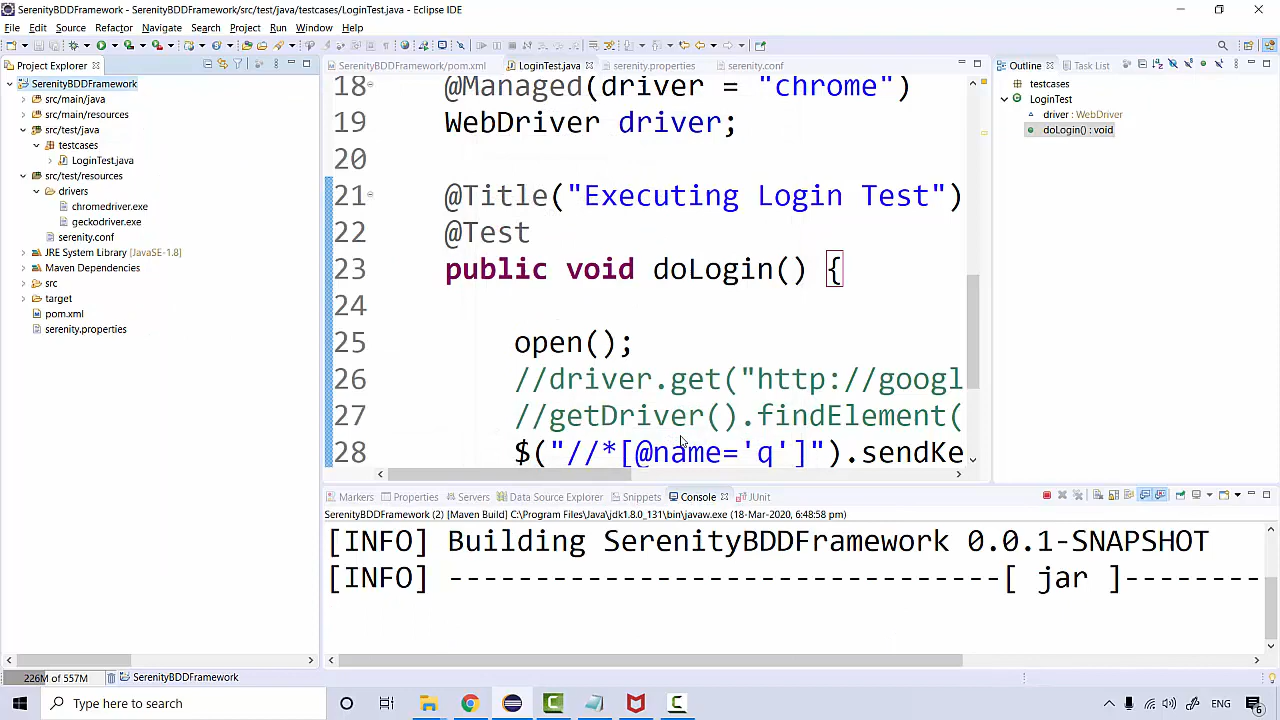 SerenityBDDFramework - SerenityBDDFramework/src/test/java/testcases/LoginTest.java - Eclipse IDE
File Edit Source Refactor Navigate Search Project Run Window Help
Project Explorer
SerenityBDDFramework
src/main/java
src/main/resources
src/test/java
testcases
LoginTest.java
src/test/resources
drivers
chromedriver.exe
geckodriver.exe
serenity.conf
JRE System Library [JavaSE-1.8]
Maven Dependencies
src
target
pom.xml
serenity.properties
SerenityBDDFramework/pom.xml LoginTest.java serenity.properties serenity.conf
18 @Managed(driver = "chrome")
19 WebDriver driver;
20
21 @Title("Executing Login Test")
22 @Test
23 public void doLogin() {
24
25 open();
26 //driver.get("http://googl
27 //getDriver().findElement(
28 $("//*[@name='q']").sendKe
Outline Task List
testcases
LoginTest
driver : WebDriver
doLogin() : void
Markers Properties Servers Data Source Explorer Snippets Console JUnit
SerenityBDDFramework (2) [Maven Build] C:\Program Files\Java\jdk1.8.0_131\bin\javaw.exe (18-Mar-2020, 6:48:58 pm)
[INFO] Building SerenityBDDFramework 0.0.1-SNAPSHOT
[INFO] --------------------------------[ jar ]--------
226M of 557M SerenityBDDFramework
Type here to search
ENG
6